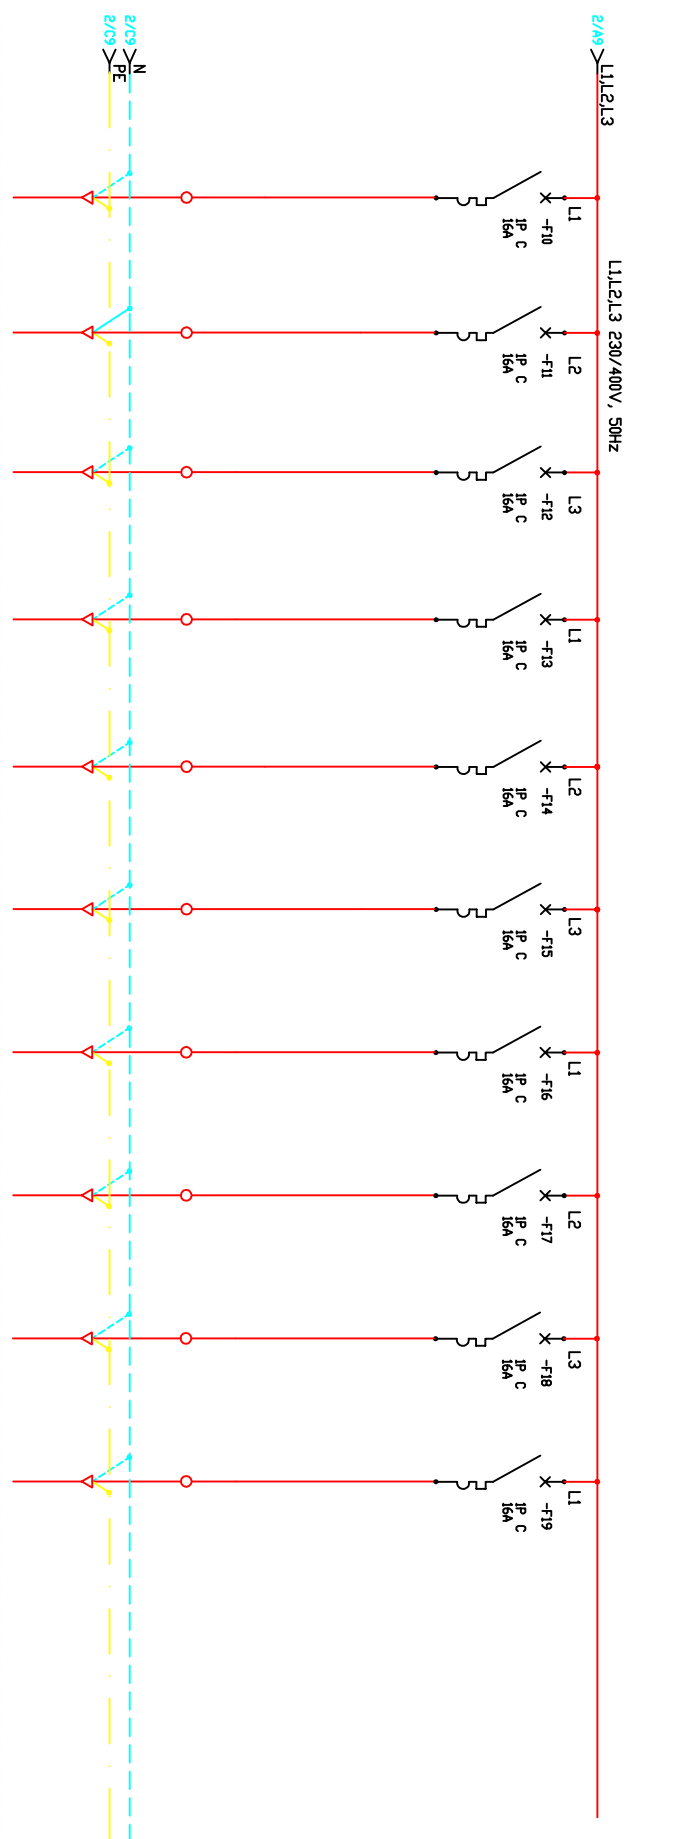 2/A9
L1,L2,L3
L1,L2,L3 230/400V, 50Hz
L1
-F10
1P C
16A
L2
-F11
1P C
16A
L3
-F12
1P C
16A
L1
-F13
1P C
16A
L2
-F14
1P C
16A
L3
-F15
1P C
16A
L1
-F16
1P C
16A
L2
-F17
1P C
16A
L3
-F18
1P C
16A
L1
-F19
1P C
16A
2/C9
N
2/C9
PE